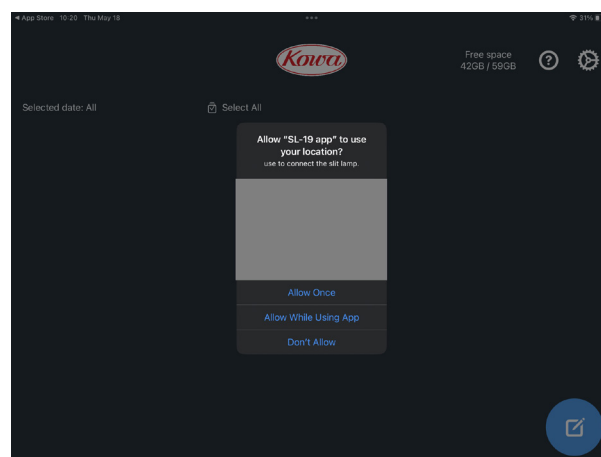 App Store 10:20 Thu May 18
31%
Kowa
Free space
42GB / 59GB
Selected date: All
Select All
Allow "SL-19 app" to use
your location?
use to connect the slit lamp.
Allow Once
Allow While Using App
Don't Allow